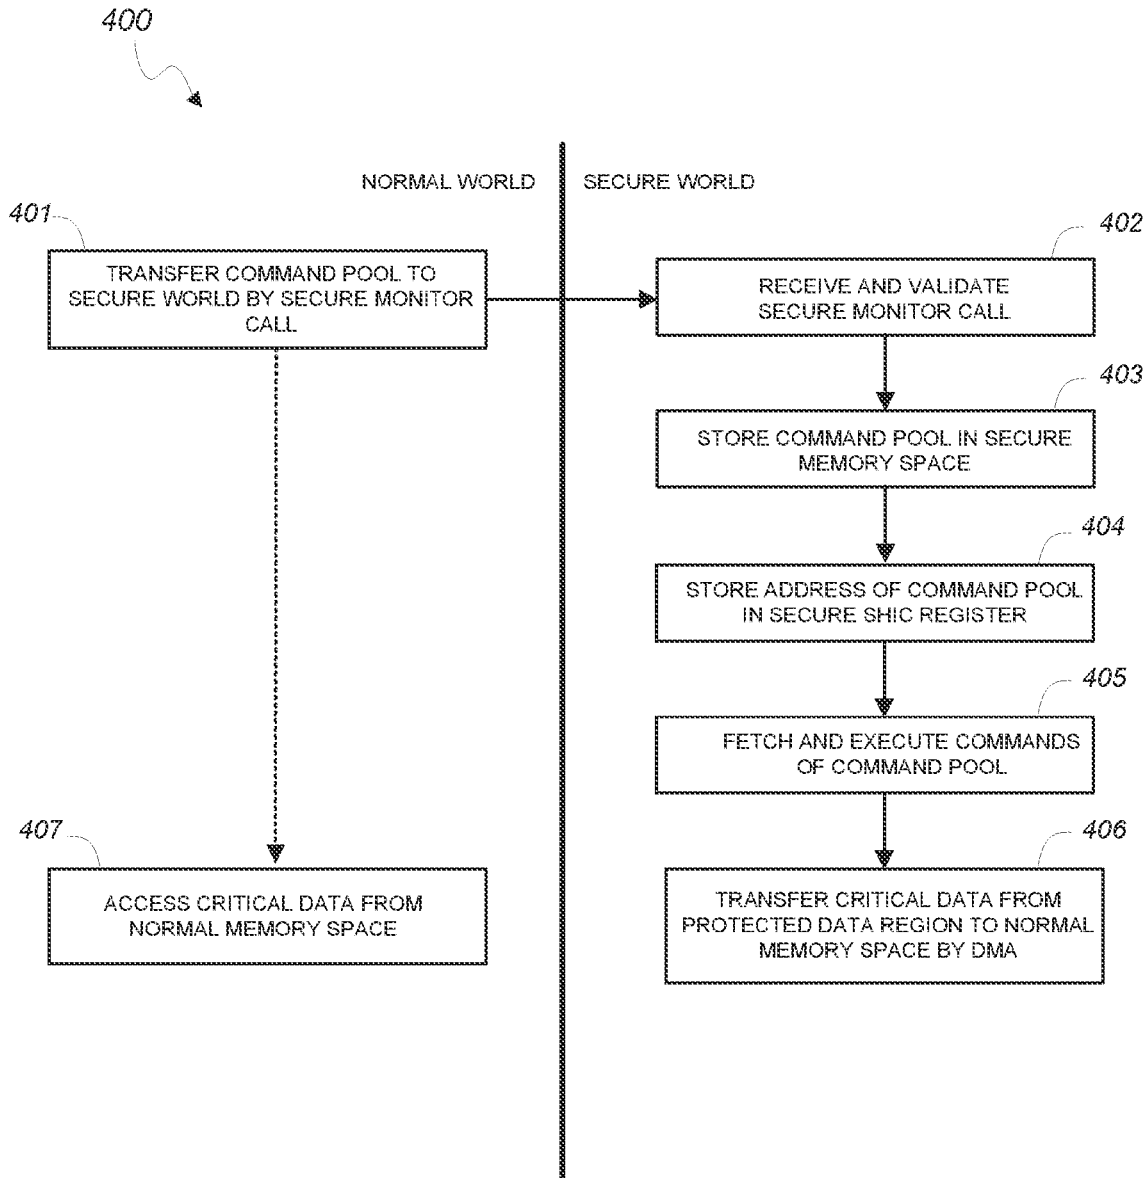 400
NORMAL WORLD
SECURE WORLD
401
TRANSFER COMMAND POOL TO
SECURE WORLD BY SECURE MONITOR
CALL
402
RECEIVE AND VALIDATE
SECURE MONITOR CALL
403
STORE COMMAND POOL IN SECURE
MEMORY SPACE
404
STORE ADDRESS OF COMMAND POOL
IN SECURE SHIC REGISTER
405
FETCH AND EXECUTE COMMANDS
OF COMMAND POOL
406
TRANSFER CRITICAL DATA FROM
PROTECTED DATA REGION TO NORMAL
MEMORY SPACE BY DMA
407
ACCESS CRITICAL DATA FROM
NORMAL MEMORY SPACE